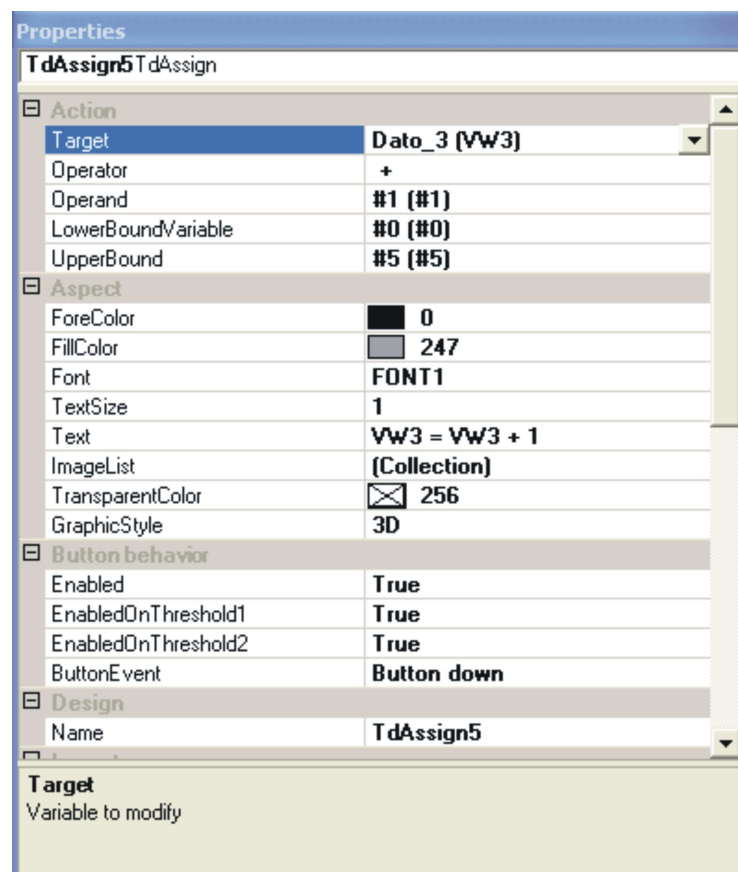 Properties
TdAssign5 TdAssign
Action
Target Dato_3 (VW3)
Operator +
Operand #1 (#1)
LowerBoundVariable #0 (#0)
UpperBound #5 (#5)
Aspect
ForeColor 0
FillColor 247
Font FONT1
TextSize 1
Text VW3 = VW3 + 1
ImageList (Collection)
TransparentColor 256
GraphicStyle 3D
Button behavior
Enabled True
EnabledOnThreshold1 True
EnabledOnThreshold2 True
ButtonEvent Button down
Design
Name TdAssign5
Target
Variable to modify